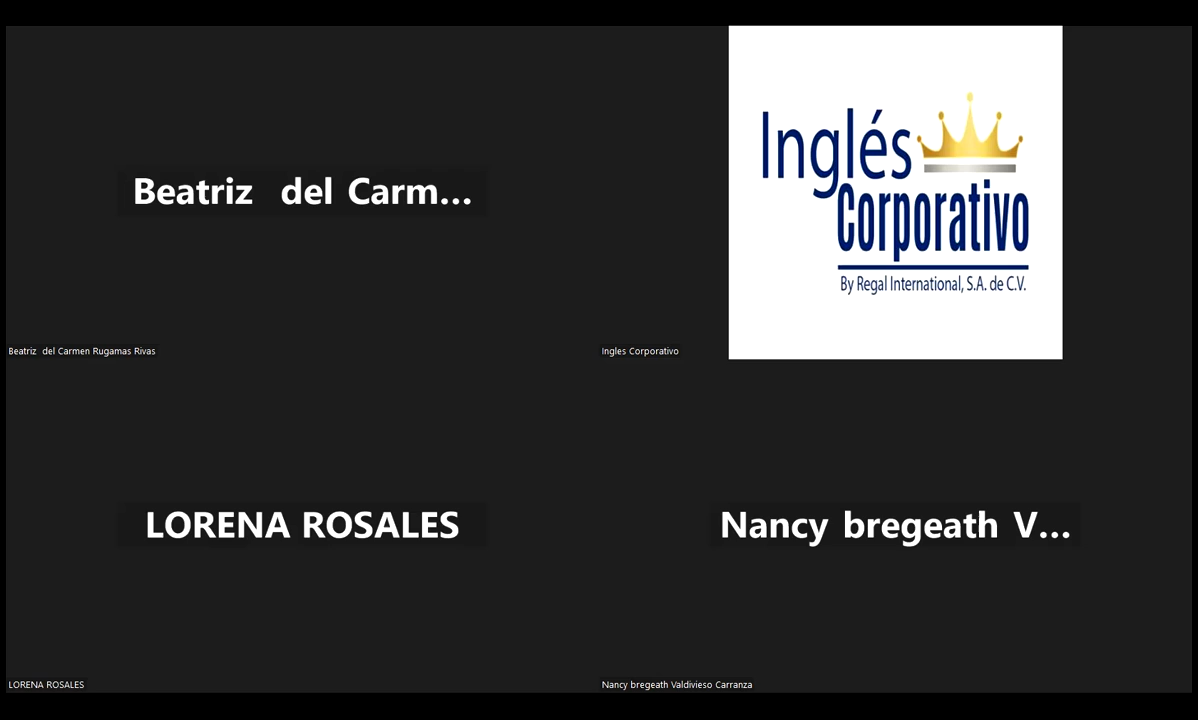 Beatriz  del Carm...
Beatriz  del Carmen Rugamas Rivas
Inglés
Corporativo
By Regal International, S.A. de C.V.
Ingles Corporativo
LORENA ROSALES
LORENA ROSALES
Nancy bregeath V...
Nancy bregeath Valdivieso Carranza